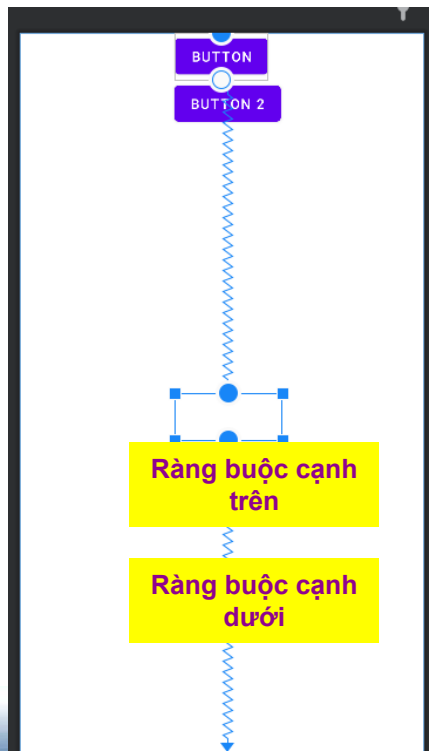 BUTTON
BUTTON 2
Ràng buộc cạnh
trên
Ràng buộc cạnh
dưới